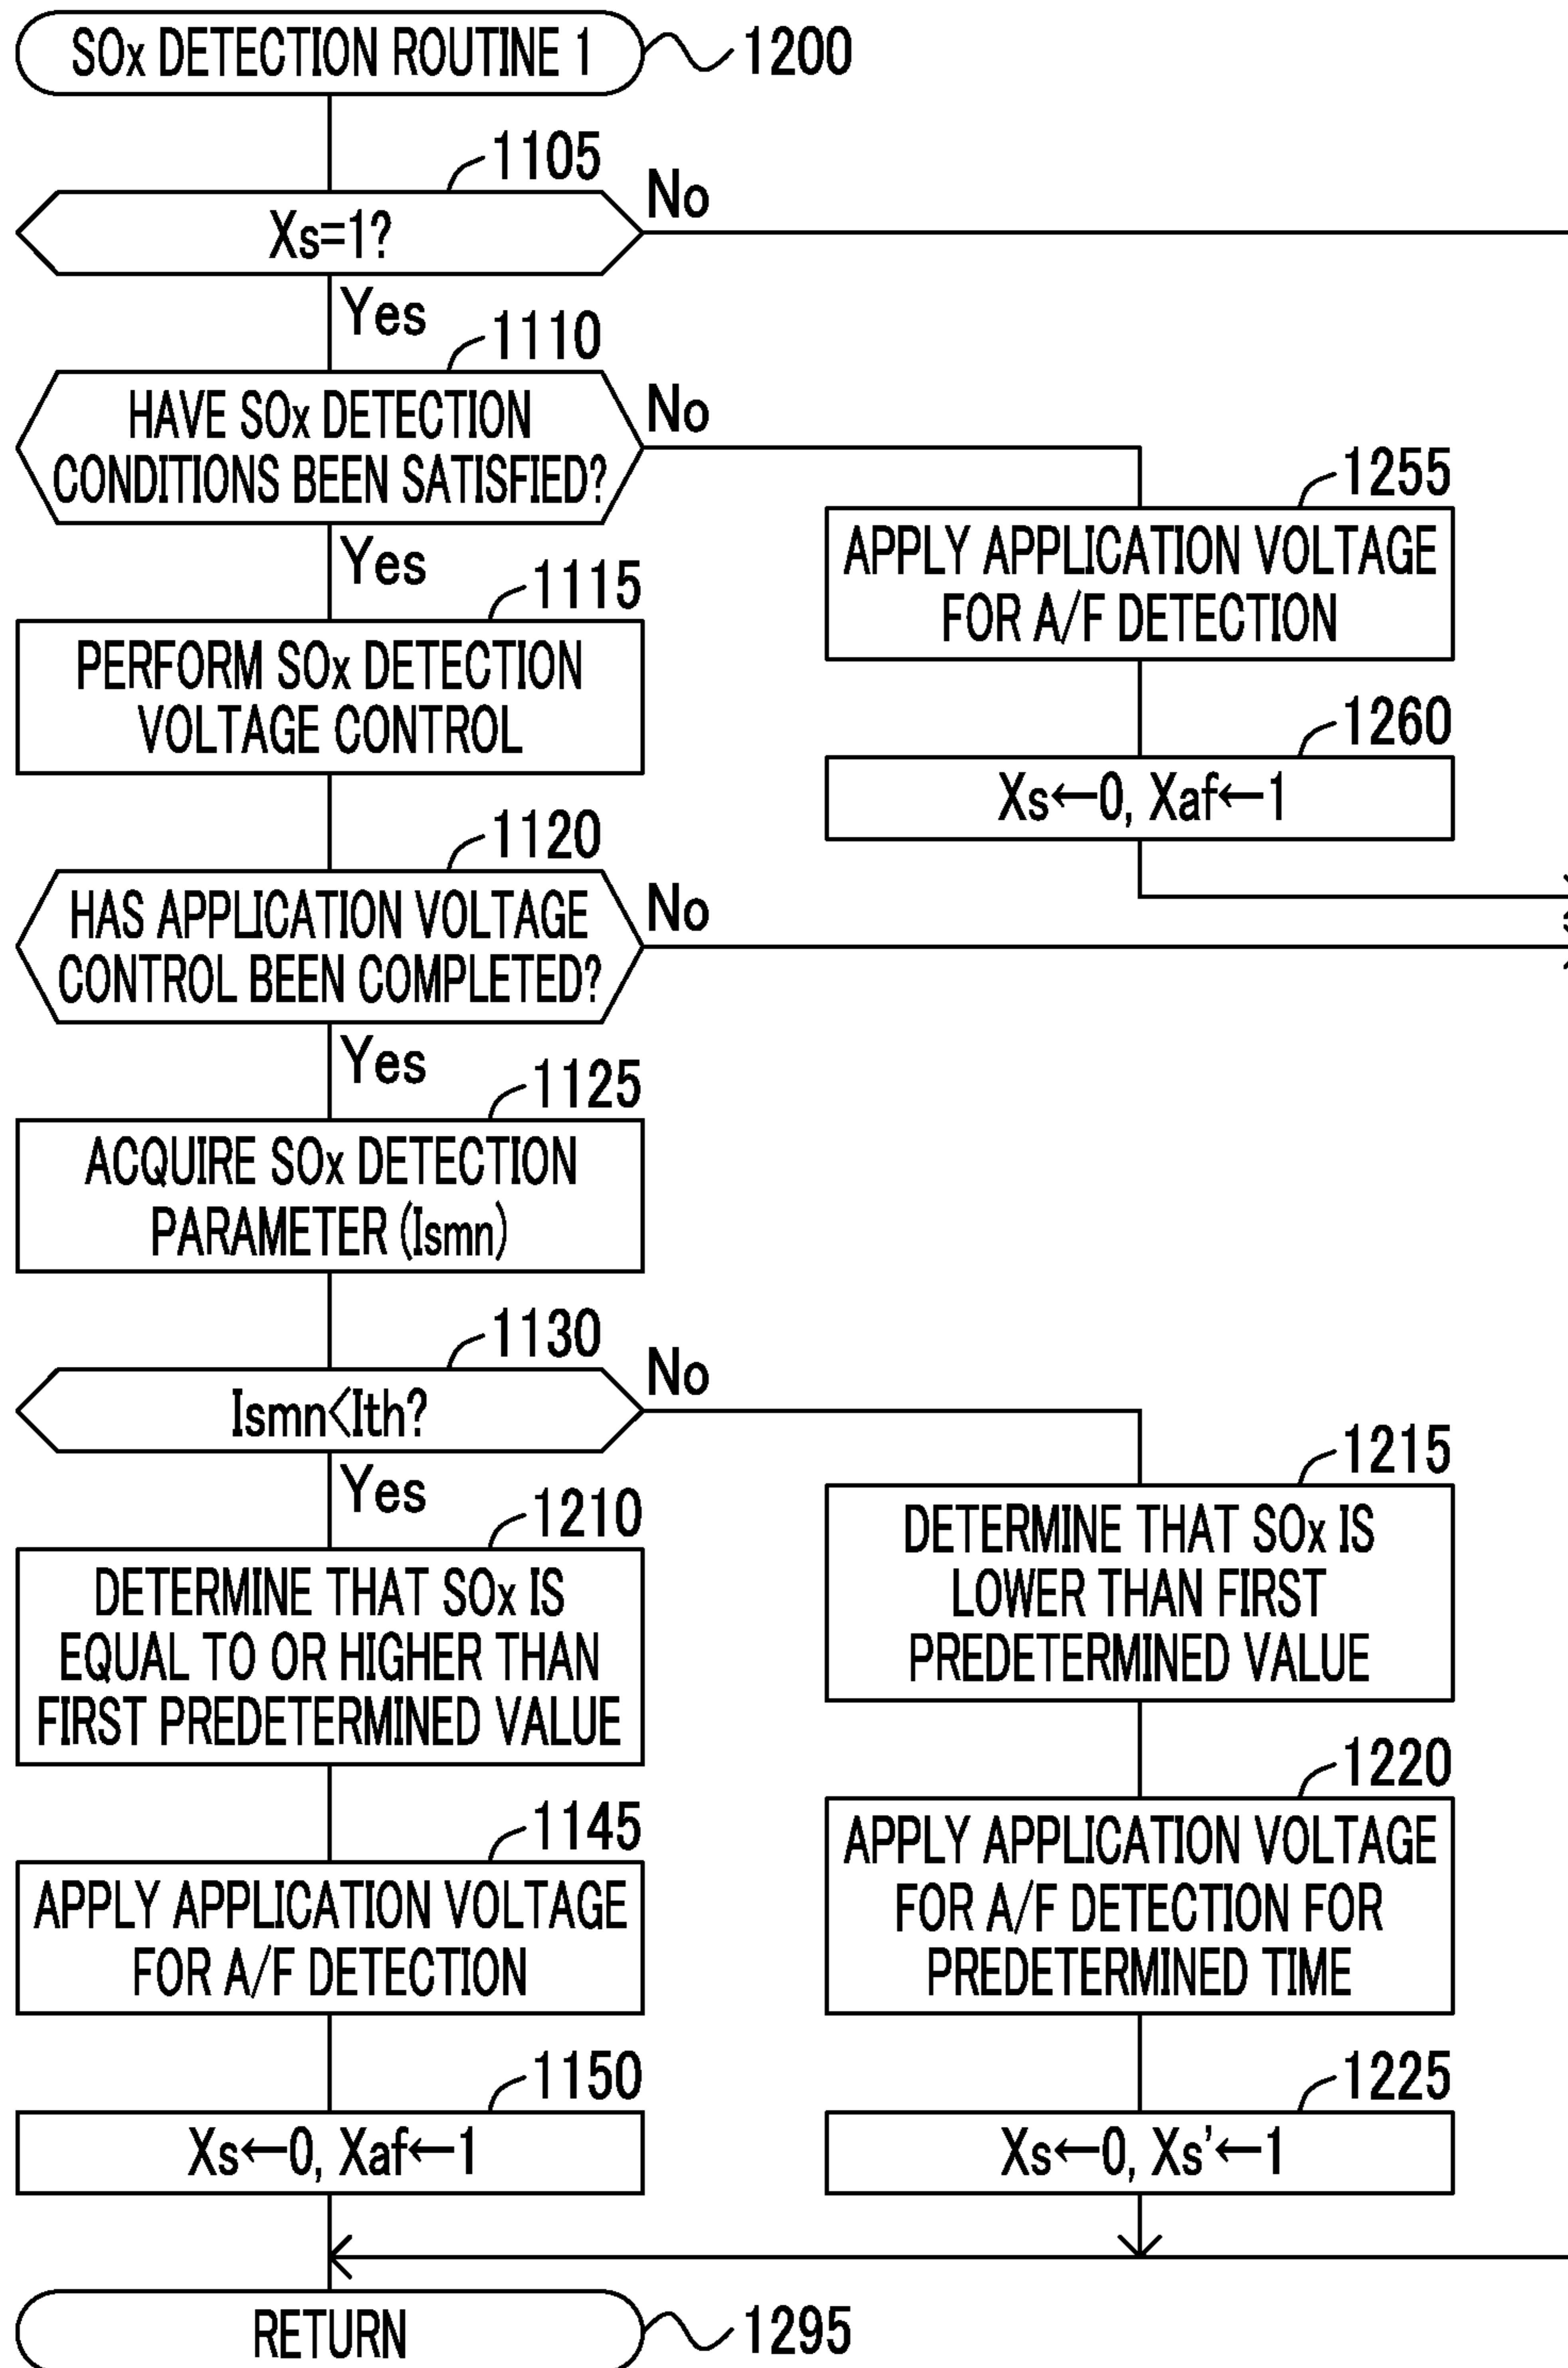 SOx DETECTION ROUTINE 1
1200
1105
Xs=1?
No
Yes
1110
HAVE SOx DETECTION
CONDITIONS BEEN SATISFIED?
No
Yes
1255
APPLY APPLICATION VOLTAGE
FOR A/F DETECTION
1115
PERFORM SOx DETECTION
VOLTAGE CONTROL
1260
Xs←0, Xaf←1
1120
HAS APPLICATION VOLTAGE
CONTROL BEEN COMPLETED?
No
Yes
1125
ACQUIRE SOx DETECTION
PARAMETER (Ismn)
1130
Ismn<Ith?
No
Yes
1210
DETERMINE THAT SOx IS
EQUAL TO OR HIGHER THAN
FIRST PREDETERMINED VALUE
1215
DETERMINE THAT SOx IS
LOWER THAN FIRST
PREDETERMINED VALUE
1145
APPLY APPLICATION VOLTAGE
FOR A/F DETECTION
1220
APPLY APPLICATION VOLTAGE
FOR A/F DETECTION FOR
PREDETERMINED TIME
1150
Xs←0, Xaf←1
1225
Xs←0, Xs'←1
RETURN
1295